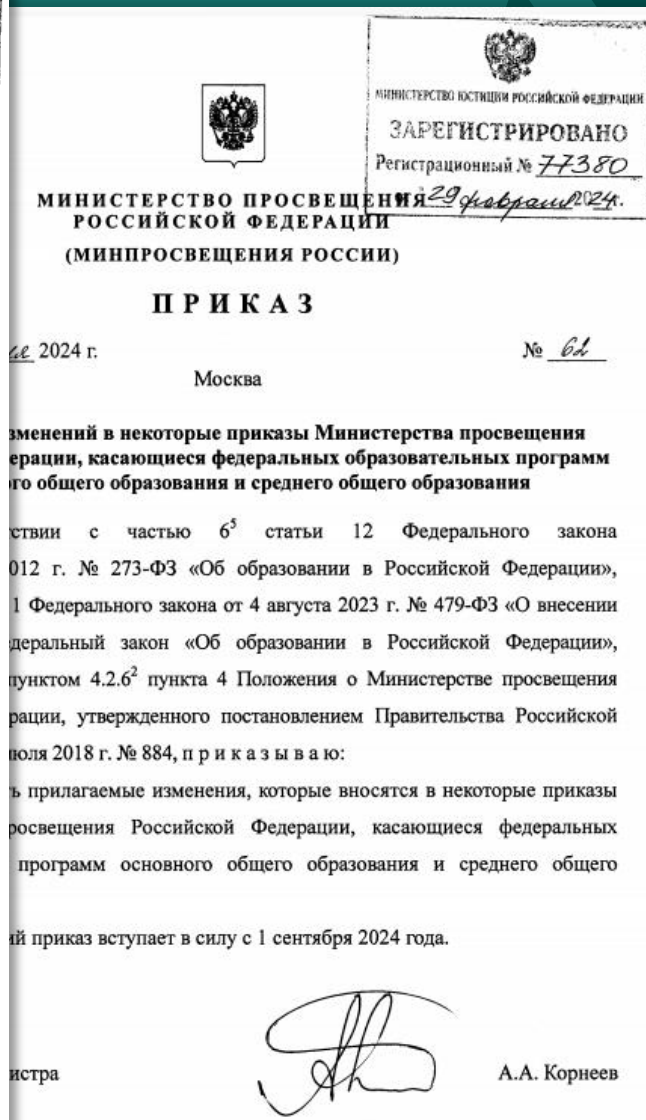 МИНИСТЕРСТВО ЮСТИЦИИ РОССИЙСКОЙ ФЕДЕРАЦИИ
ЗАРЕГИСТРИРОВАНО
Регистрационный № 77380
29 февраля 2024.
МИНИСТЕРСТВО ПРОСВЕЩЕНИЯ
РОССИЙСКОЙ ФЕДЕРАЦИИ
(МИНПРОСВЕЩЕНИЯ РОССИИ)
ПРИКАЗ
2024 г. № 62
Москва
зменений в некоторые приказы Министерства просвещения
ерации, касающиеся федеральных образовательных программ
го общего образования и среднего общего образования
тствии с частью 6⁵ статьи 12 Федерального закона
012 г. № 273-ФЗ «Об образовании в Российской Федерации»,
1 Федерального закона от 4 августа 2023 г. № 479-ФЗ «О внесении
едеральный закон «Об образовании в Российской Федерации»,
пунктом 4.2.6² пункта 4 Положения о Министерстве просвещения
рации, утвержденного постановлением Правительства Российской
июля 2018 г. № 884, п р и к а з ы в а ю:
ь прилагаемые изменения, которые вносятся в некоторые приказы
росвещения Российской Федерации, касающиеся федеральных
программ основного общего образования и среднего общего
ий приказ вступает в силу с 1 сентября 2024 года.
истра А.А. Корнеев